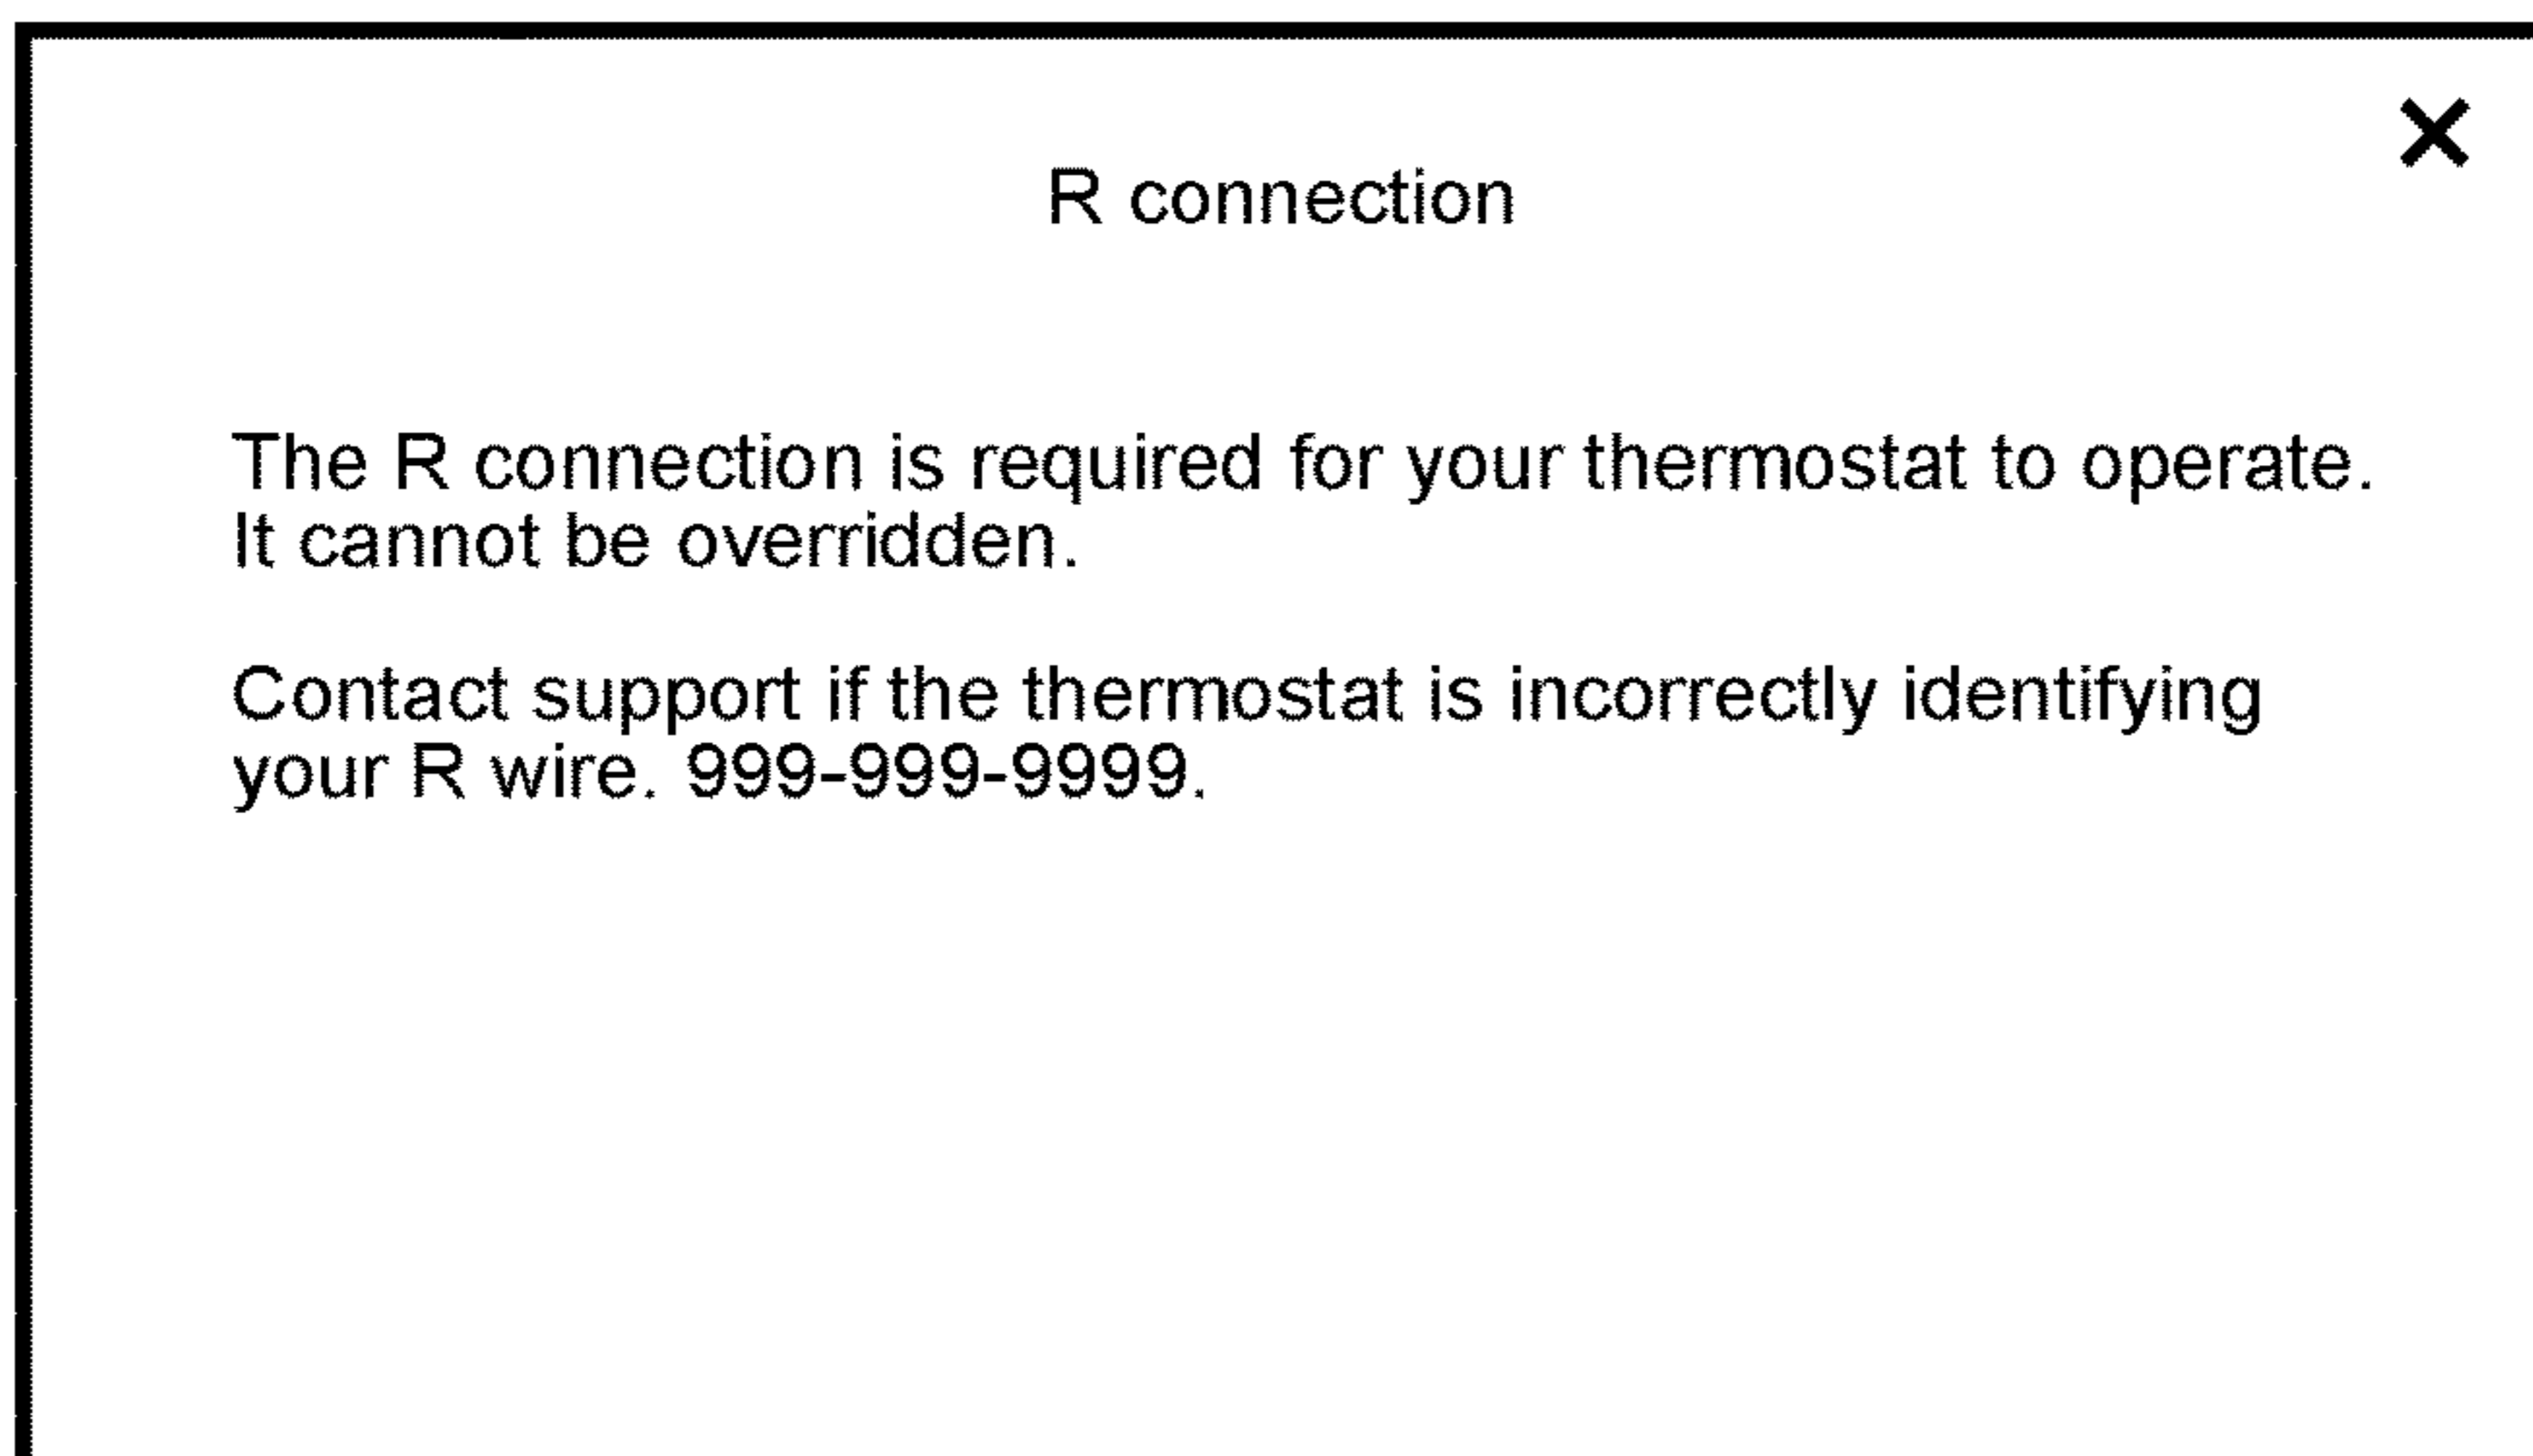 R connection
The R connection is required for your thermostat to operate.
It cannot be overridden.
Contact support if the thermostat is incorrectly identifying
your R wire. 999-999-9999.